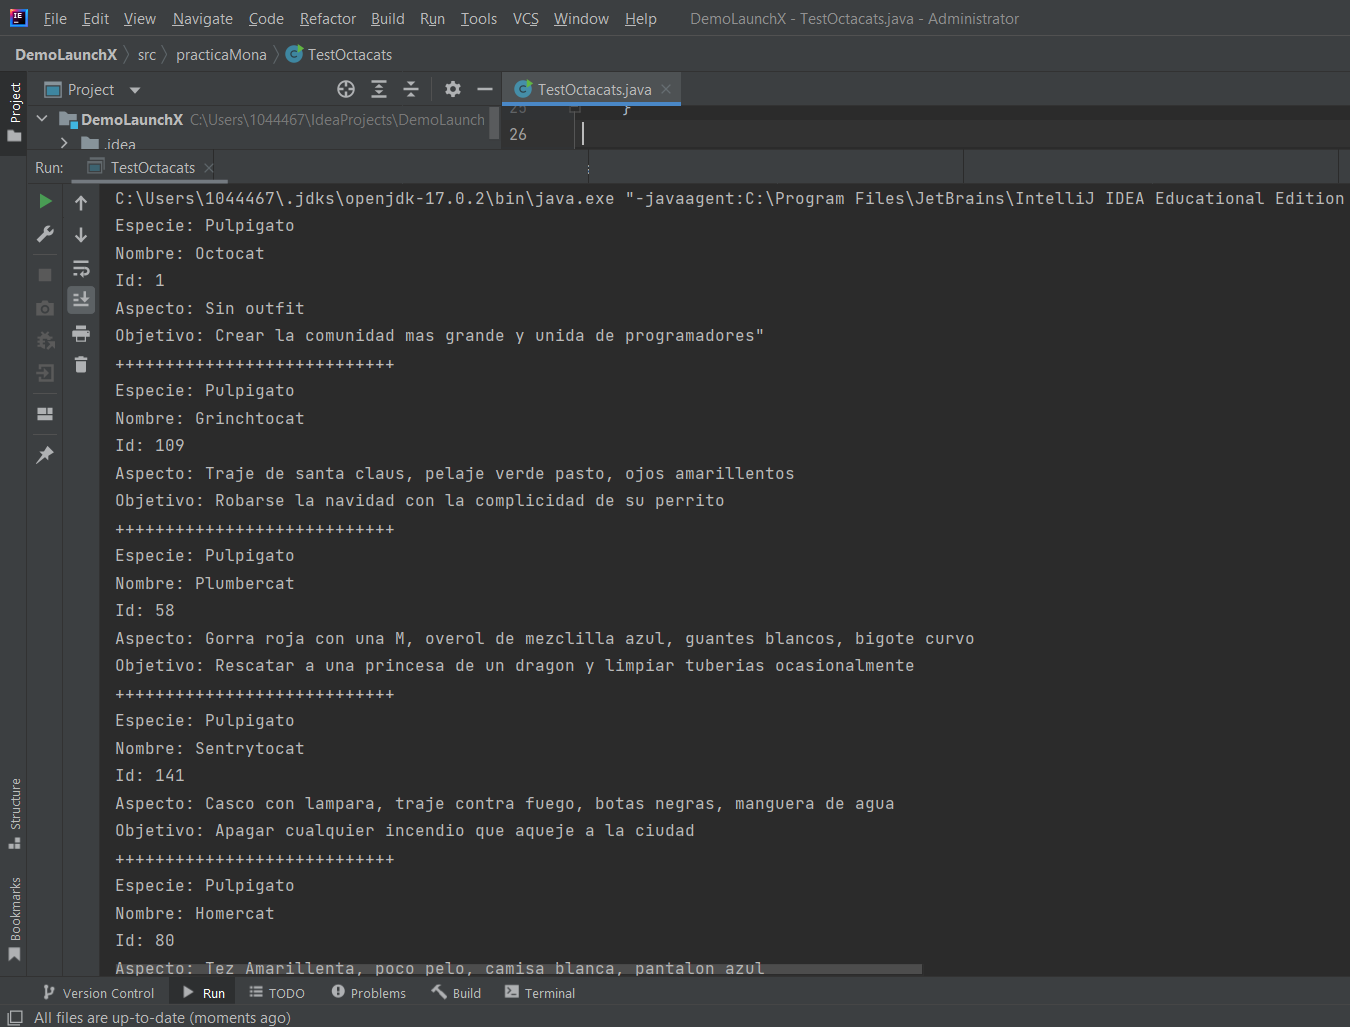 File Edit View Navigate Code Refactor Build Run Tools VCS Window Help DemoLaunchX - TestOctacats.java - Administrator
DemoLaunchX src practicaMona TestOctacats
Project
Project
TestOctacats.java
DemoLaunchX C:\Users\1044467\IdeaProjects\DemoLaunch
25 }
.idea
26
Run: TestOctacats
C:\Users\1044467\.jdks\openjdk-17.0.2\bin\java.exe "-javaagent:C:\Program Files\JetBrains\IntelliJ IDEA Educational Edition
Especie: Pulpigato
Nombre: Octocat
Id: 1
Aspecto: Sin outfit
Objetivo: Crear la comunidad mas grande y unida de programadores"
++++++++++++++++++++++++++++
Especie: Pulpigato
Nombre: Grinchtocat
Id: 109
Aspecto: Traje de santa claus, pelaje verde pasto, ojos amarillentos
Objetivo: Robarse la navidad con la complicidad de su perrito
++++++++++++++++++++++++++++
Especie: Pulpigato
Nombre: Plumbercat
Id: 58
Aspecto: Gorra roja con una M, overol de mezclilla azul, guantes blancos, bigote curvo
Objetivo: Rescatar a una princesa de un dragon y limpiar tuberias ocasionalmente
++++++++++++++++++++++++++++
Especie: Pulpigato
Nombre: Sentrytocat
Id: 141
Aspecto: Casco con lampara, traje contra fuego, botas negras, manguera de agua
Objetivo: Apagar cualquier incendio que aqueje a la ciudad
++++++++++++++++++++++++++++
Especie: Pulpigato
Nombre: Homercat
Id: 80
Aspecto: Tez Amarillenta, poco pelo, camisa blanca, pantalon azul
Structure
Bookmarks
Version Control Run TODO Problems Build Terminal
All files are up-to-date (moments ago)